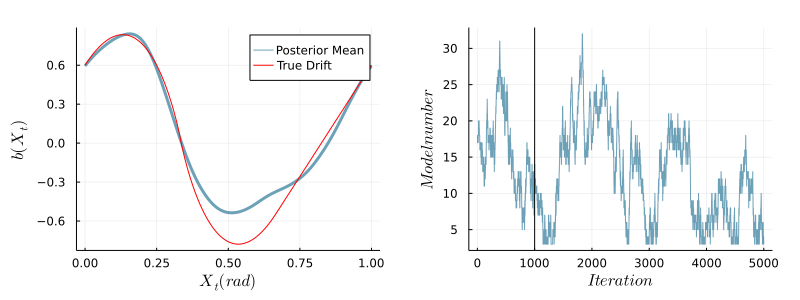 Posterior Mean
True Drift
b(X_t)
0.6
0.3
0.0
−0.3
−0.6
0.00 0.25 0.50 0.75 1.00
X_t(rad)
Modelnumber
30
25
20
15
10
5
0 1000 2000 3000 4000 5000
Iteration